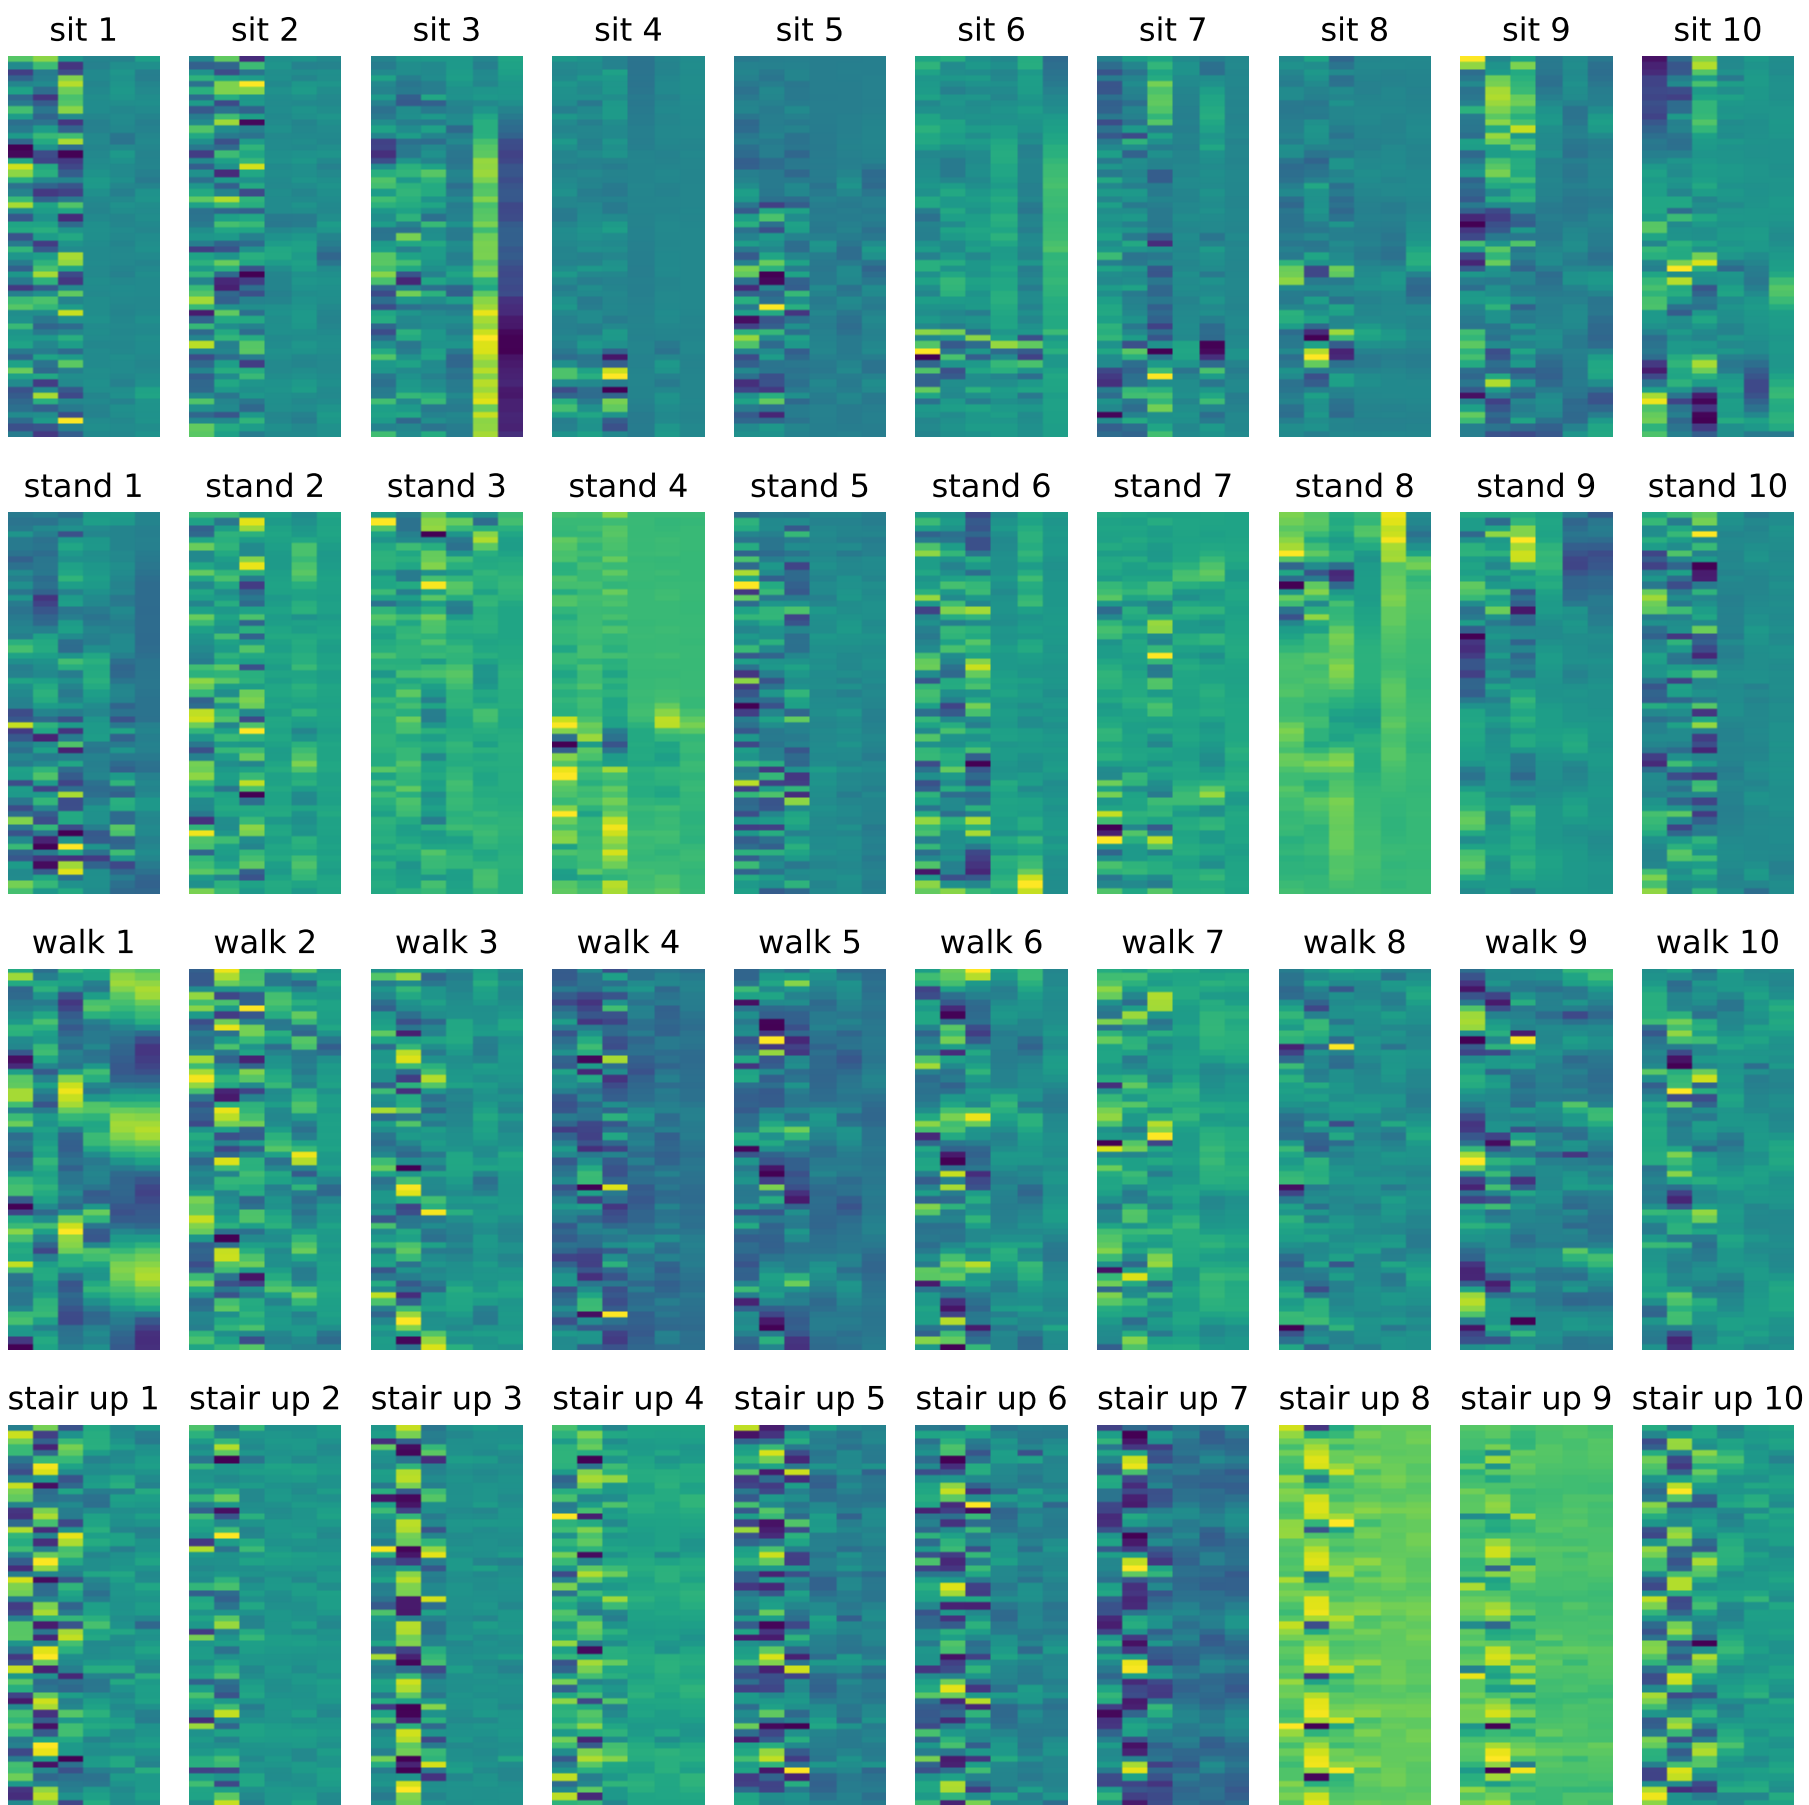 sit 1 sit 2 sit 3 sit 4 sit 5 sit 6 sit 7 sit 8 sit 9 sit 10
stand 1 stand 2 stand 3 stand 4 stand 5 stand 6 stand 7 stand 8 stand 9 stand 10
walk 1 walk 2 walk 3 walk 4 walk 5 walk 6 walk 7 walk 8 walk 9 walk 10
stair up 1 stair up 2 stair up 3 stair up 4 stair up 5 stair up 6 stair up 7 stair up 8 stair up 9 stair up 10